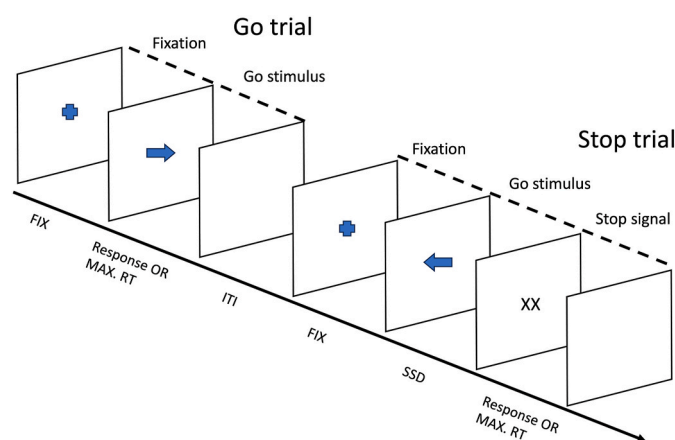 Go trial
Fixation
Go stimulus
Stop trial
Fixation
Go stimulus
Stop signal
XX
FIX
Response OR
MAX. RT
ITI
FIX
SSD
Response OR
MAX. RT